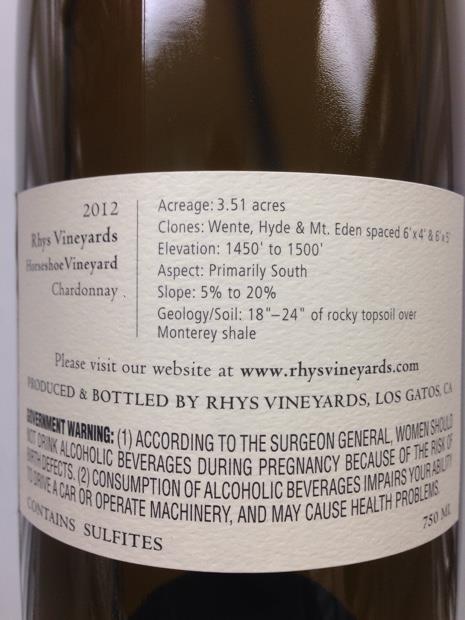 2012
Rhys Vineyards
Horseshoe Vineyard
Chardonnay
Acreage: 3.51 acres
Clones: Wente, Hyde & Mt. Eden spaced 6'x4' & 6'x5'
Elevation: 1450' to 1500'
Aspect: Primarily South
Slope: 5% to 20%
Geology/Soil: 18"–24" of rocky topsoil over
Monterey shale
Please visit our website at www.rhysvineyards.com
PRODUCED & BOTTLED BY RHYS VINEYARDS, LOS GATOS, CA
GOVERNMENT WARNING: (1) ACCORDING TO THE SURGEON GENERAL, WOMEN SHOULD
NOT DRINK ALCOHOLIC BEVERAGES DURING PREGNANCY BECAUSE OF THE RISK OF
BIRTH DEFECTS. (2) CONSUMPTION OF ALCOHOLIC BEVERAGES IMPAIRS YOUR ABILITY
TO DRIVE A CAR OR OPERATE MACHINERY, AND MAY CAUSE HEALTH PROBLEMS.
CONTAINS SULFITES
750 ML